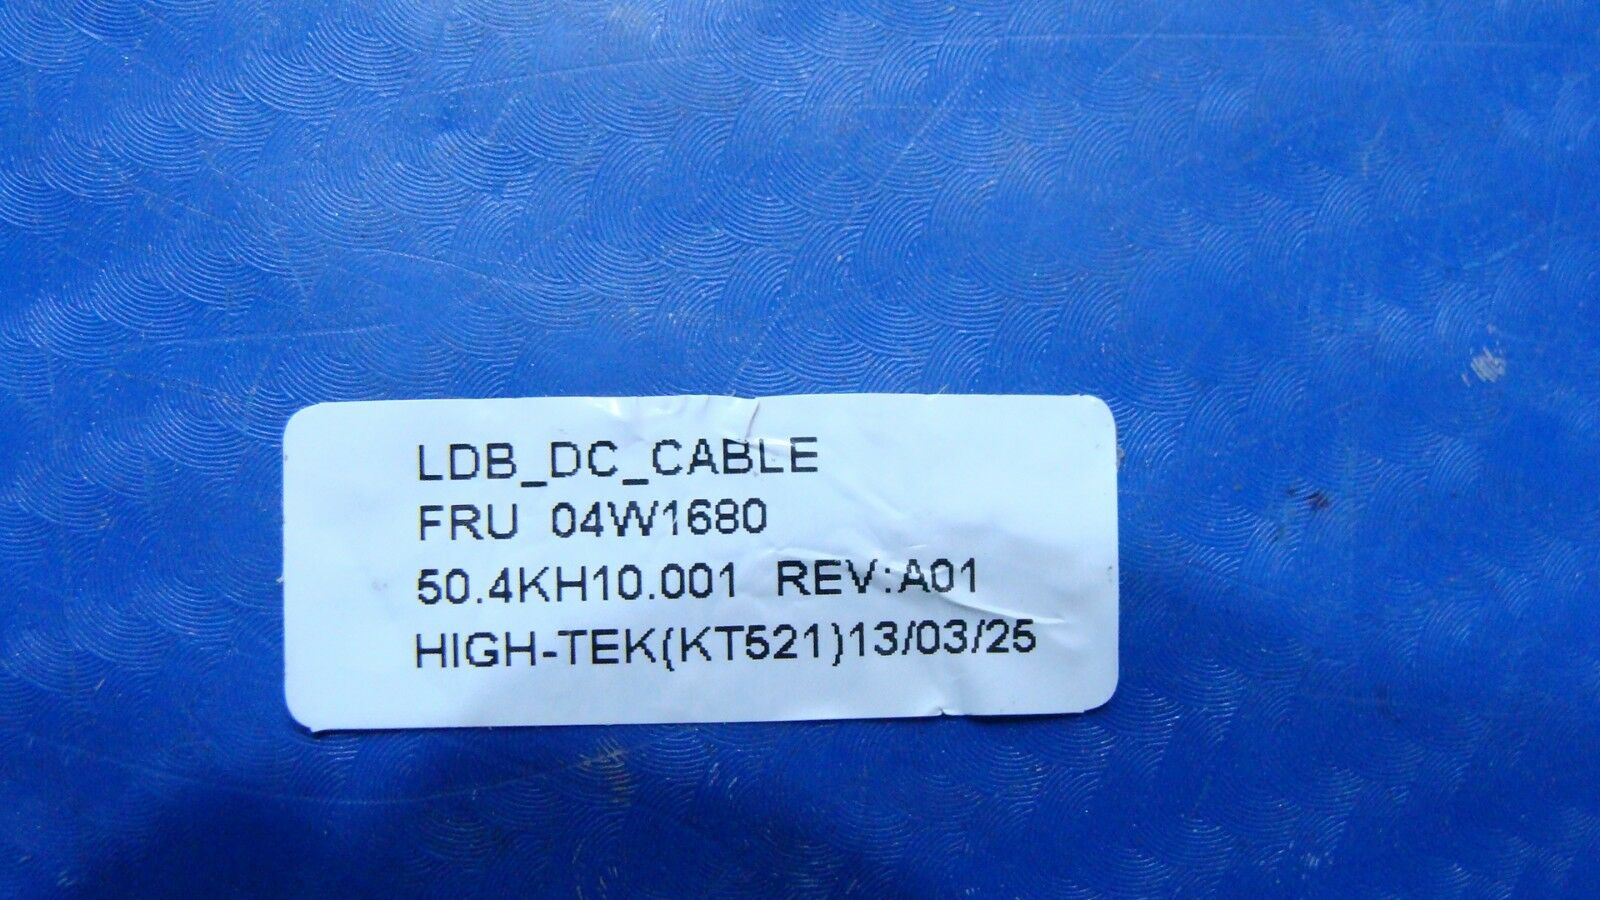 LDB_DC_CABLE
FRU 04W1680
50.4KH10.001 REV:A01
HIGH-TEK(KT521)13/03/25